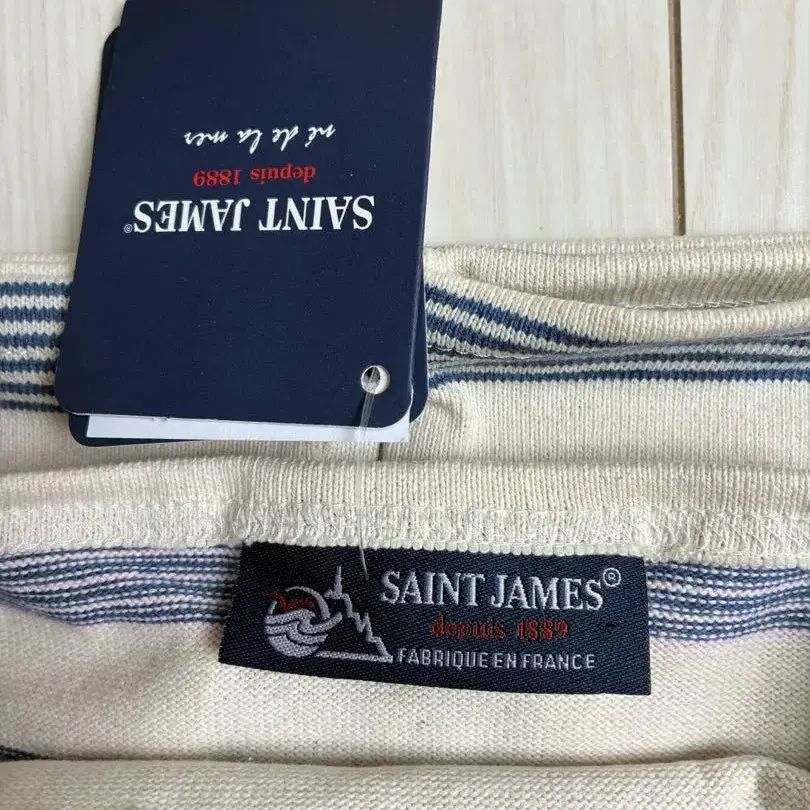 né de la mer
depuis 1889
SAINT JAMES®
SAINT JAMES®
depuis 1889
FABRIQUE EN FRANCE